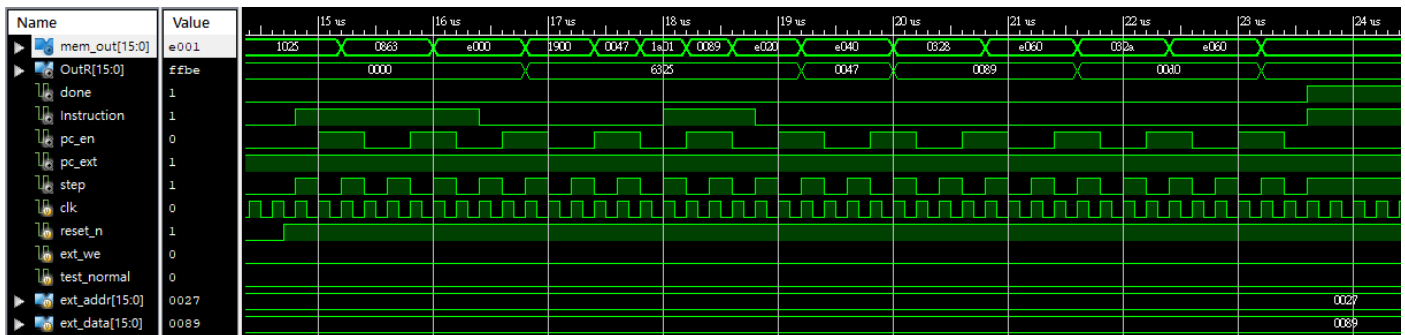 Name Value 15 us 16 us 17 us 18 us 19 us 20 us 21 us 22 us 23 us 24 us
mem_out[15:0] e001 1025 0863 e000 1900 0047 1a01 0089 e020 e040 0328 e060 032a e060
OutR[15:0] ffbe 0000 6325 0047 0089 00d0
done 1
Instruction 1
pc_en 0
pc_ext 1
step 1
clk 0
reset_n 1
ext_we 0
test_normal 0
ext_addr[15:0] 0027 0027
ext_data[15:0] 0089 0089